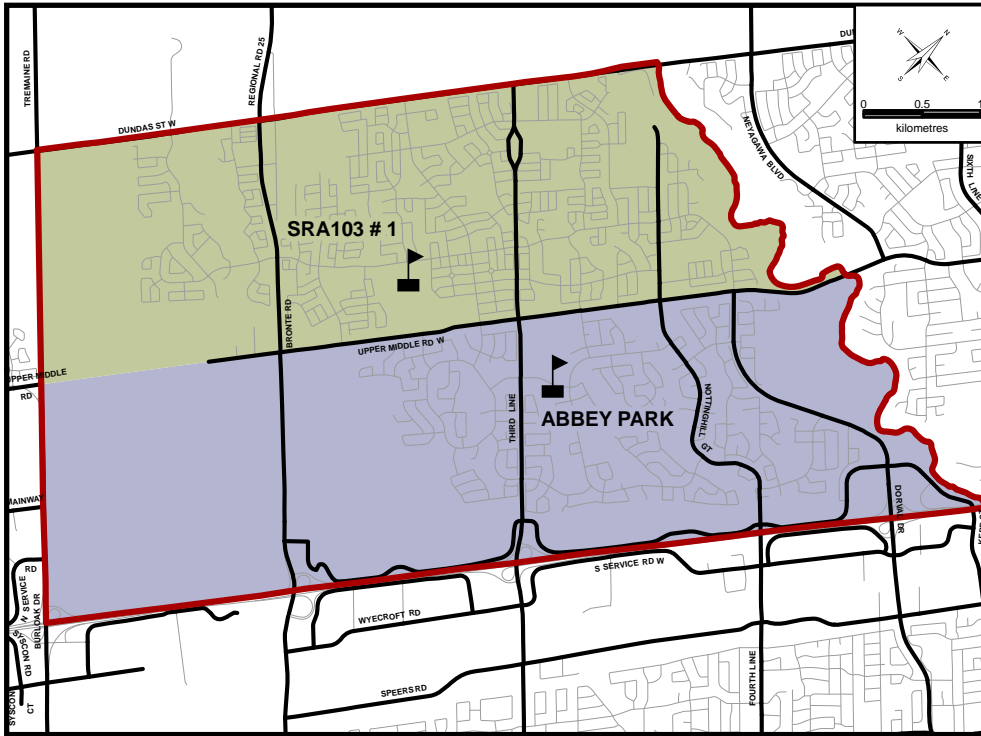 TREMAINE RD
REGIONAL RD 25
DUNDAS ST W
W
N
S
E
0
0.5
kilometres
NEYAGAWA BLVD
SIXTH LINE
SRA103 # 1
BRONTE RD
UPPER MIDDLE RD W
UPPER MIDDLE
RD
THIRD LINE
ABBEY PARK
NOTTINGHILL
GT
MAINWAY
DORVAL DR
N SERVICE
RD
BURLOAK DR
SYSCON RD
SYSCON
CT
S SERVICE RD W
WYECROFT RD
SPEERS RD
FOURTH LINE